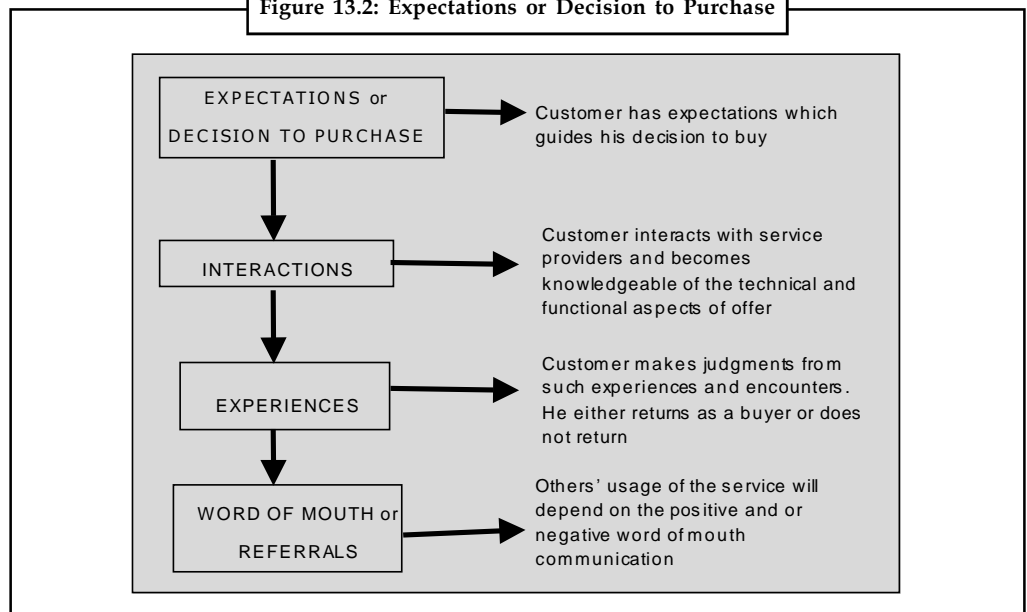 Figure 13.2: Expectations or Decision to Purchase
EXPECTATIONS or
DECISION TO PURCHASE
Customer has expectations which
guides his decision to buy
INTERACTIONS
Customer interacts with service
providers and becomes
knowledgeable of the technical and
functional aspects of offer
EXPERIENCES
Customer makes judgments from
such experiences and encounters.
He either returns as a buyer or does
not return
WORD OF MOUTH or
REFERRALS
Others' usage of the service will
depend on the positive and or
negative word of mouth
communication